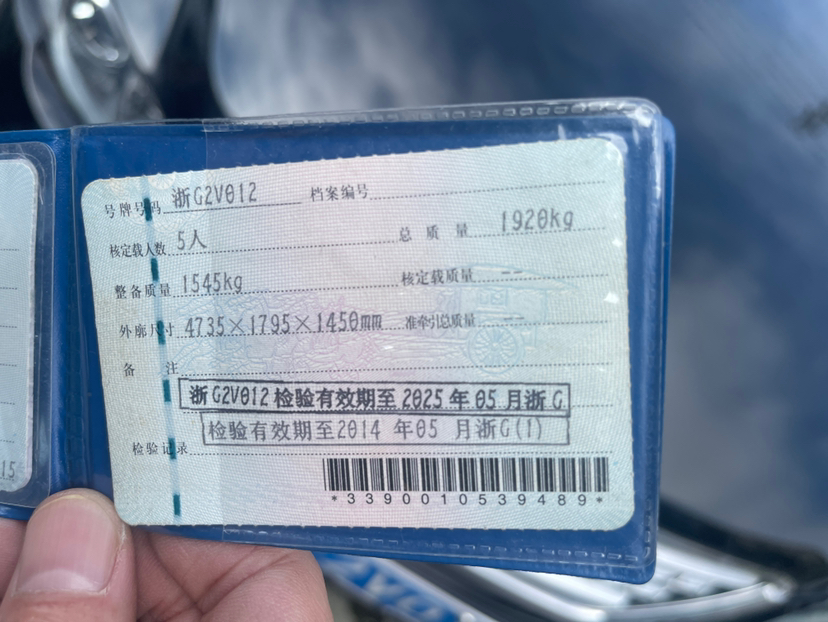 号牌号码 浙G2V012 档案编号
核定载人数 5人 总质量 1920kg
整备质量 1545kg 核定载质量 --
外廓尺寸 4735×1795×1450mm 准牵引总质量 --
备注
浙G2V012检验有效期至2025年05月浙G
检验有效期至2014年05月浙G(1)
检验记录
*3390010539489*
15